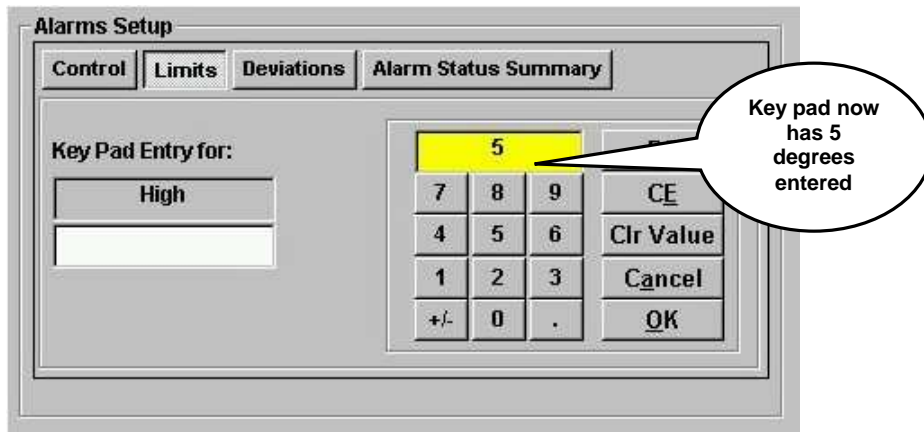 Alarms Setup
Control Limits Deviations Alarm Status Summary
Key Pad Entry for:
High
5
7 8 9 CE
4 5 6 Clr Value
1 2 3 Cancel
+/- 0 . OK
Key pad now
has 5
degrees
entered